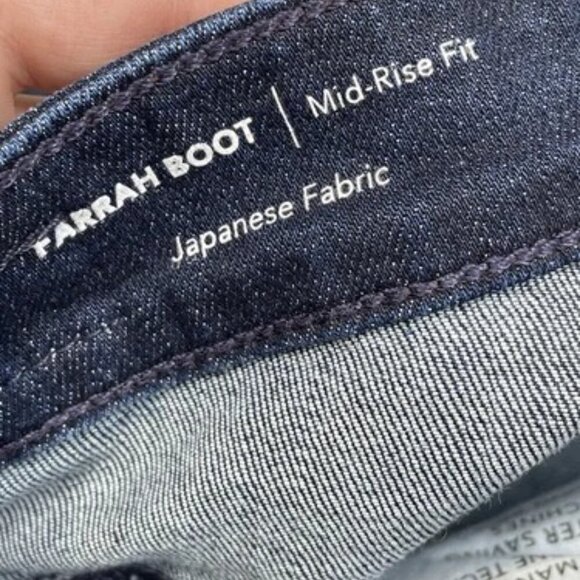 FARRAH BOOT | Mid-Rise Fit
Japanese Fabric